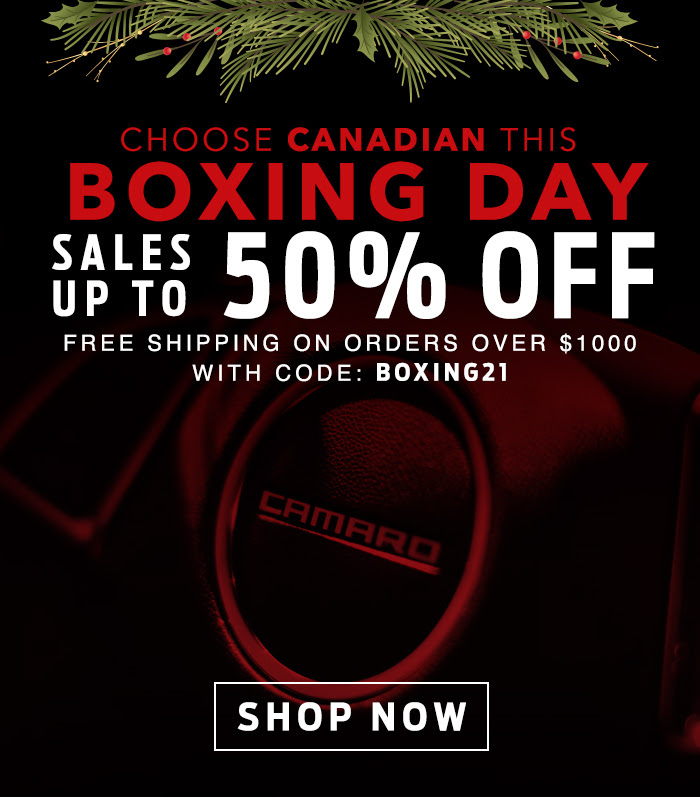 CHOOSE CANADIAN THIS
BOXING DAY
SALES
UP TO
50% OFF
FREE SHIPPING ON ORDERS OVER $1000
WITH CODE: BOXING21
CAMARO
SHOP NOW